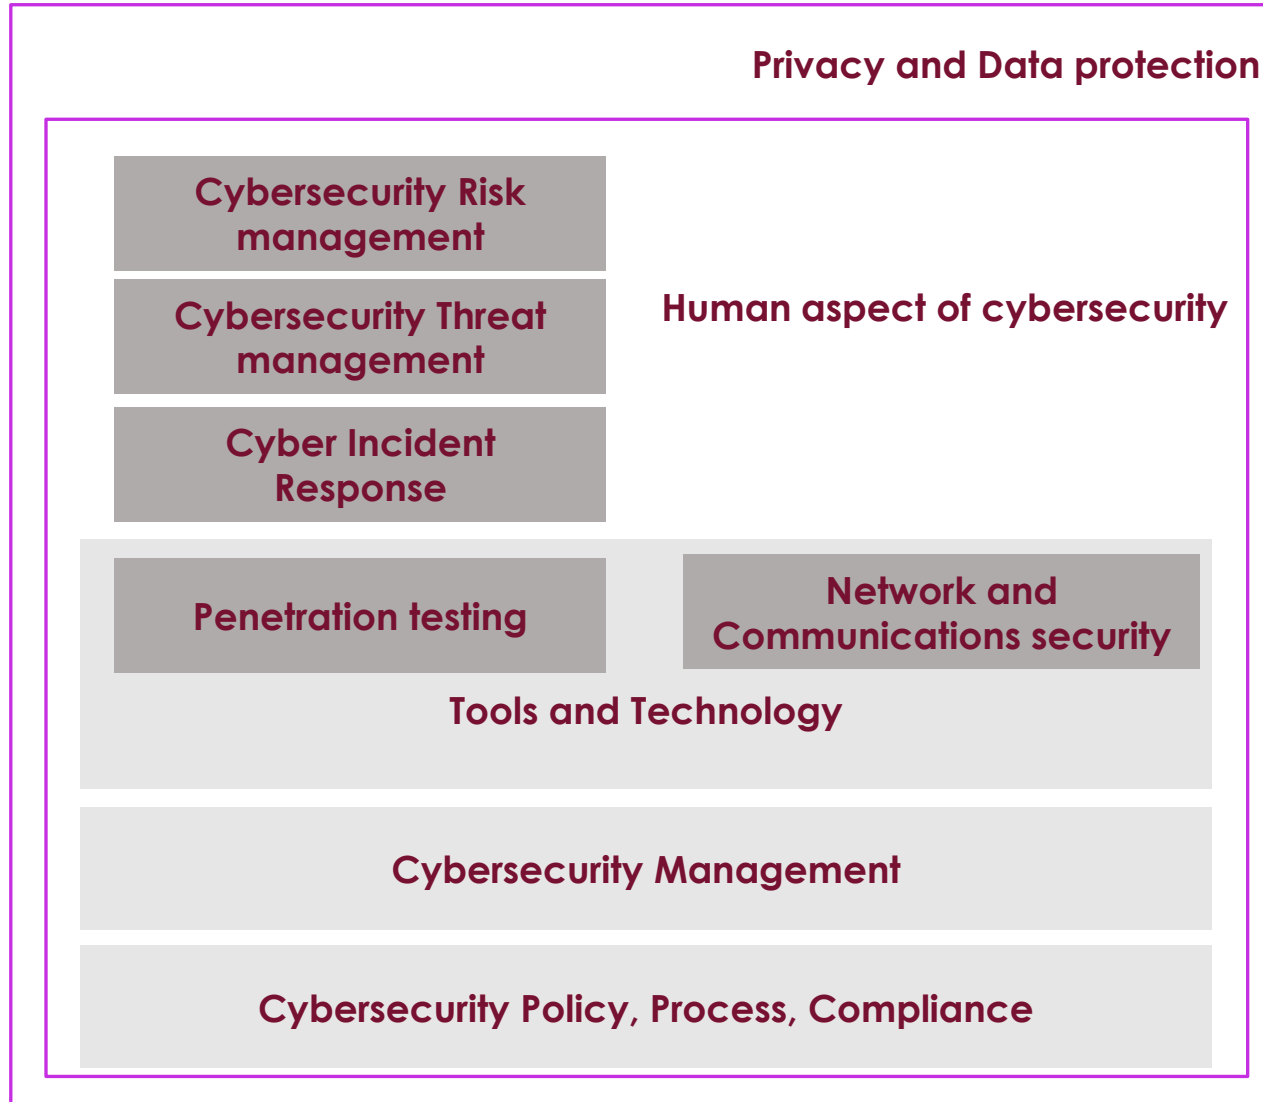 Privacy and Data protection
Cybersecurity Risk
management
Cybersecurity Threat
management
Human aspect of cybersecurity
Cyber Incident
Response
Penetration testing
Network and
Communications security
Tools and Technology
Cybersecurity Management
Cybersecurity Policy, Process, Compliance